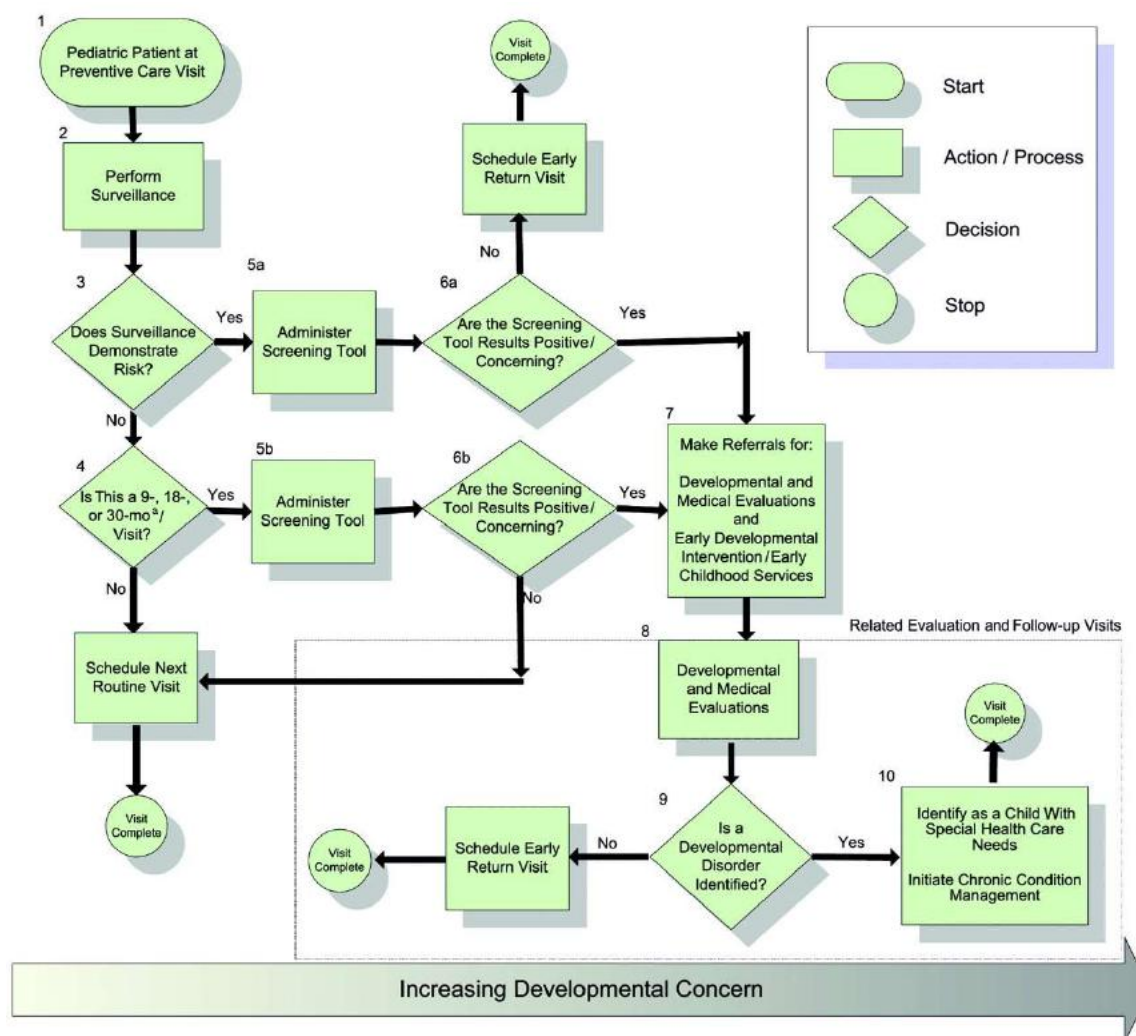 1
Pediatric Patient at
Preventive Care Visit
2
Perform
Surveillance
3
Does Surveillance
Demonstrate
Risk?
Yes
No
5a
Administer
Screening Tool
6a
Are the Screening
Tool Results Positive/
Concerning?
No
Yes
Schedule Early
Return Visit
Visit
Complete
4
Is This a 9-, 18-,
or 30-mo a/
Visit?
Yes
No
5b
Administer
Screening Tool
6b
Are the Screening
Tool Results Positive/
Concerning?
Yes
No
7
Make Referrals for:
Developmental and
Medical Evaluations
and
Early Developmental
Intervention/Early
Childhood Services
Schedule Next
Routine Visit
Visit
Complete
Related Evaluation and Follow-up Visits
8
Developmental
and Medical
Evaluations
9
Is a
Developmental
Disorder
Identified?
No
Yes
Schedule Early
Return Visit
Visit
Complete
10
Identify as a Child With
Special Health Care
Needs
Initiate Chronic Condition
Management
Visit
Complete
Start
Action / Process
Decision
Stop
Increasing Developmental Concern